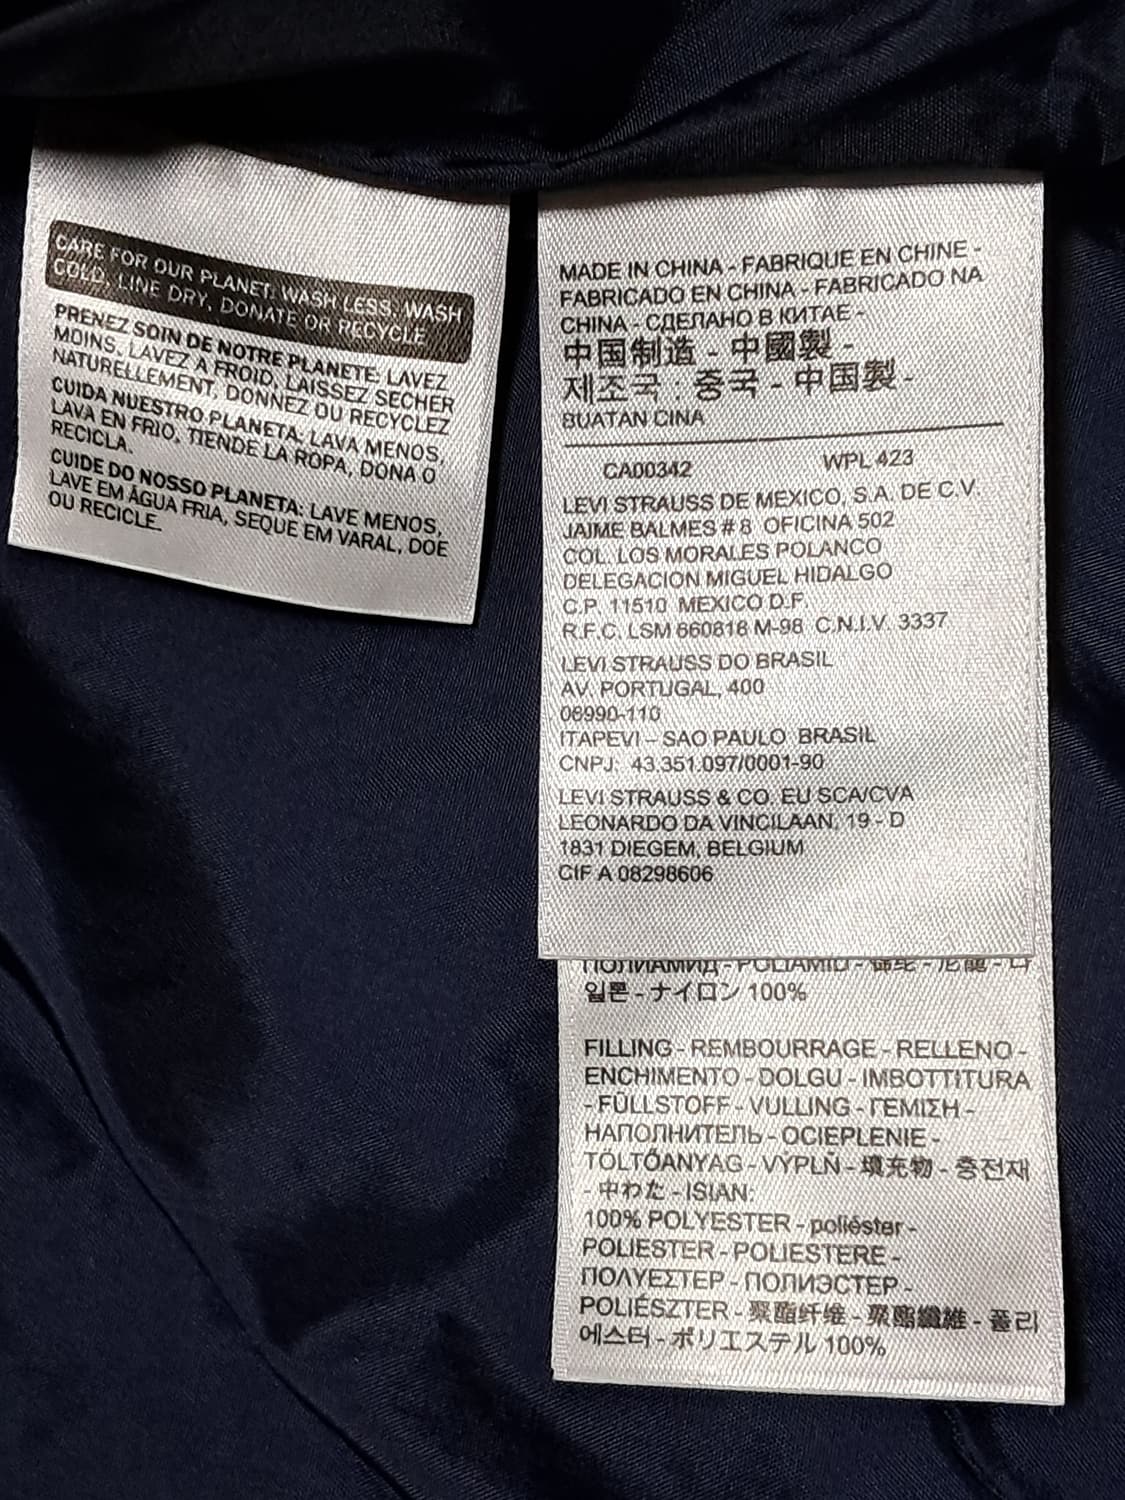 CARE FOR OUR PLANET: WASH LESS, WASH
COLD, LINE DRY, DONATE OR RECYCLE
PRENEZ SOIN DE NOTRE PLANETE: LAVEZ
MOINS, LAVEZ A FROID, LAISSEZ SECHER
NATURELLEMENT, DONNEZ OU RECYCLEZ
CUIDA NUESTRO PLANETA: LAVA MENOS,
LAVA EN FRIO, TIENDE LA ROPA, DONA O
RECICLA.
CUIDE DO NOSSO PLANETA: LAVE MENOS,
LAVE EM ÁGUA FRIA, SEQUE EM VARAL, DOE
OU RECICLE.
MADE IN CHINA - FABRIQUE EN CHINE -
FABRICADO EN CHINA - FABRICADO NA
CHINA - СДЕЛАНО В КИТАЕ -
中国制造 - 中國製 -
제조국 : 중국 - 中国製 -
BUATAN CINA
CA00342 WPL 423
LEVI STRAUSS DE MEXICO, S.A. DE C.V.
JAIME BALMES # 8 OFICINA 502
COL. LOS MORALES POLANCO
DELEGACION MIGUEL HIDALGO
C.P. 11510 MEXICO D.F.
R.F.C. LSM 660818 M-98 C.N.I.V. 3337
LEVI STRAUSS DO BRASIL
AV. PORTUGAL, 400
06990-110
ITAPEVI – SAO PAULO BRASIL
CNPJ: 43.351.097/0001-90
LEVI STRAUSS & CO. EU SCA/CVA
LEONARDO DA VINCILAAN, 19 - D
1831 DIEGEM, BELGIUM
CIF A 08298606
ПОЛИАМИД - POLIAMID - 锦纶 - 尼龍 - 나
일론 - ナイロン 100%
FILLING - REMBOURRAGE - RELLENO -
ENCHIMENTO - DOLGU - IMBOTTITURA
- FÜLLSTOFF - VULLING - ΓΕΜΙΣΗ -
НАПОЛНИТЕЛЬ - OCIEPLENIE -
TÖLTŐANYAG - VÝPLŇ - 填充物 - 충전재
- 中わた - ISIAN:
100% POLYESTER - poliéster -
POLIESTER - POLIESTERE -
ΠΟΛΥΕΣΤΕΡ - ПОЛИЭСТЕР -
POLIÉSZTER - 聚酯纤维 - 聚酯纖維 - 폴리
에스터 - ポリエステル 100%